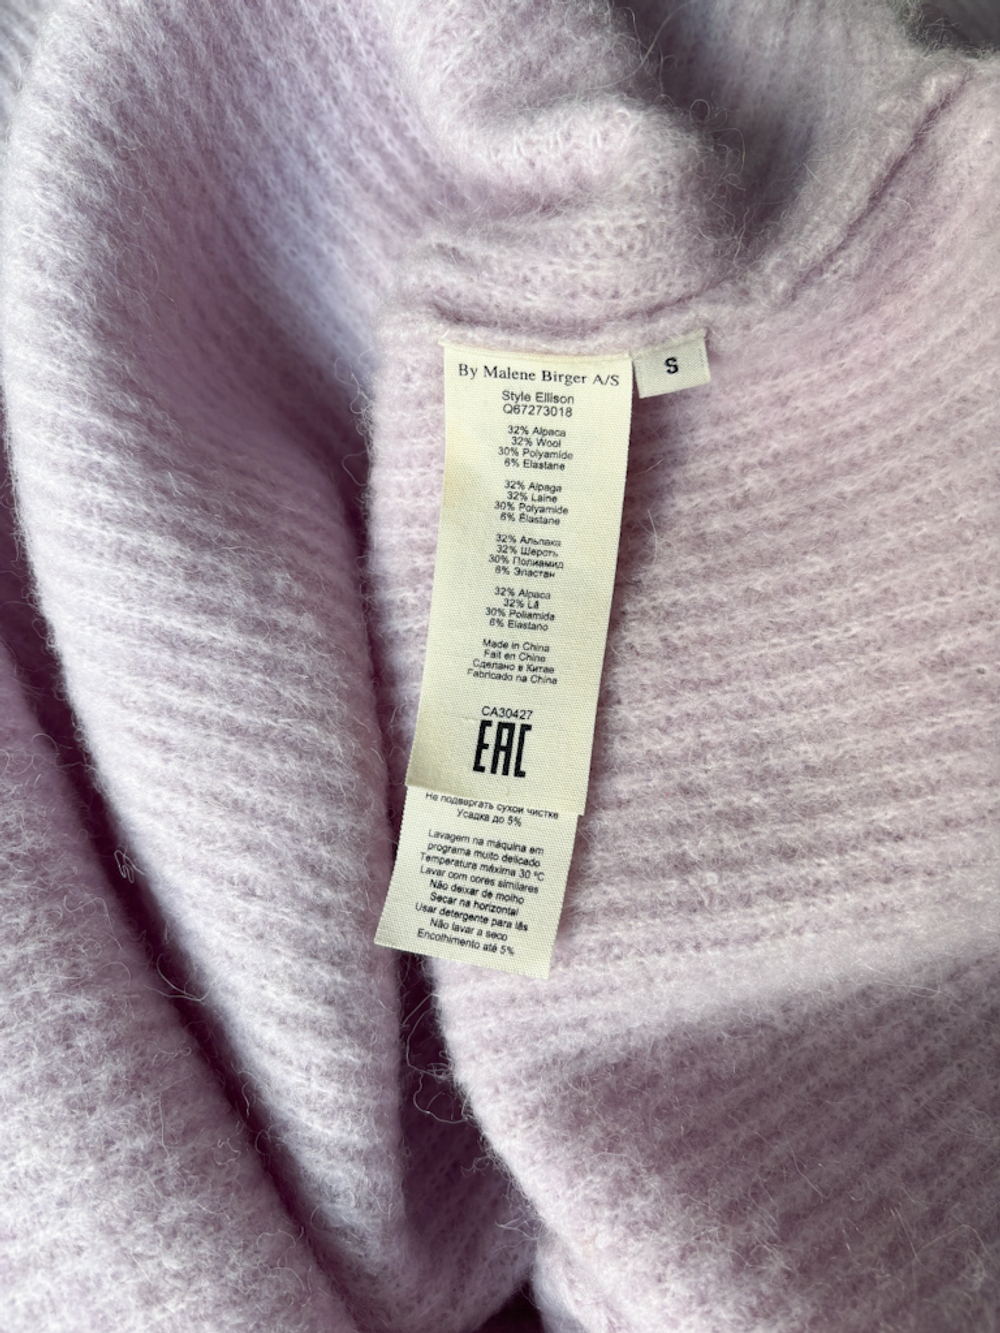 By Malene Birger A/S
S
Style Ellison
Q67273018
32% Alpaca
32% Wool
30% Polyamide
6% Elastane
32% Alpaga
32% Laine
30% Polyamide
6% Élastane
32% Альпака
32% Шерсть
30% Полиамид
6% Эластан
32% Alpaca
32% Lã
30% Poliamida
6% Elastano
Made in China
Fait en Chine
Сделано в Китае
Fabricado na China
CA30427
EAC
Не подвергать сухой чистке
Усадка до 5%
Lavagem na máquina em
programa muito delicado
Temperatura máxima 30 ºC
Lavar com cores similares
Não deixar de molho
Secar na horizontal
Usar detergente para lãs
Não lavar a seco
Encolhimento até 5%